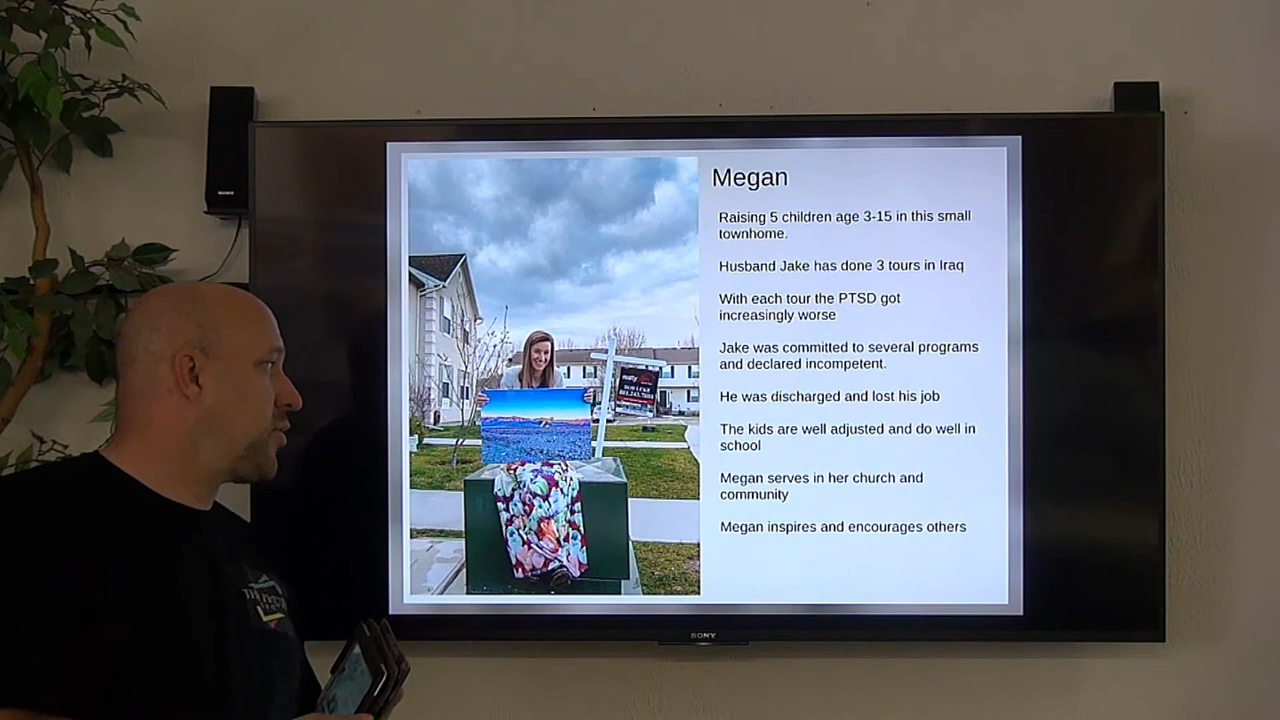 Megan
Raising 5 children age 3-15 in this small
townhome.
Husband Jake has done 3 tours in Iraq
With each tour the PTSD got
increasingly worse
Jake was committed to several programs
and declared incompetent.
He was discharged and lost his job
The kids are well adjusted and do well in
school
Megan serves in her church and
community
Megan inspires and encourages others
SONY